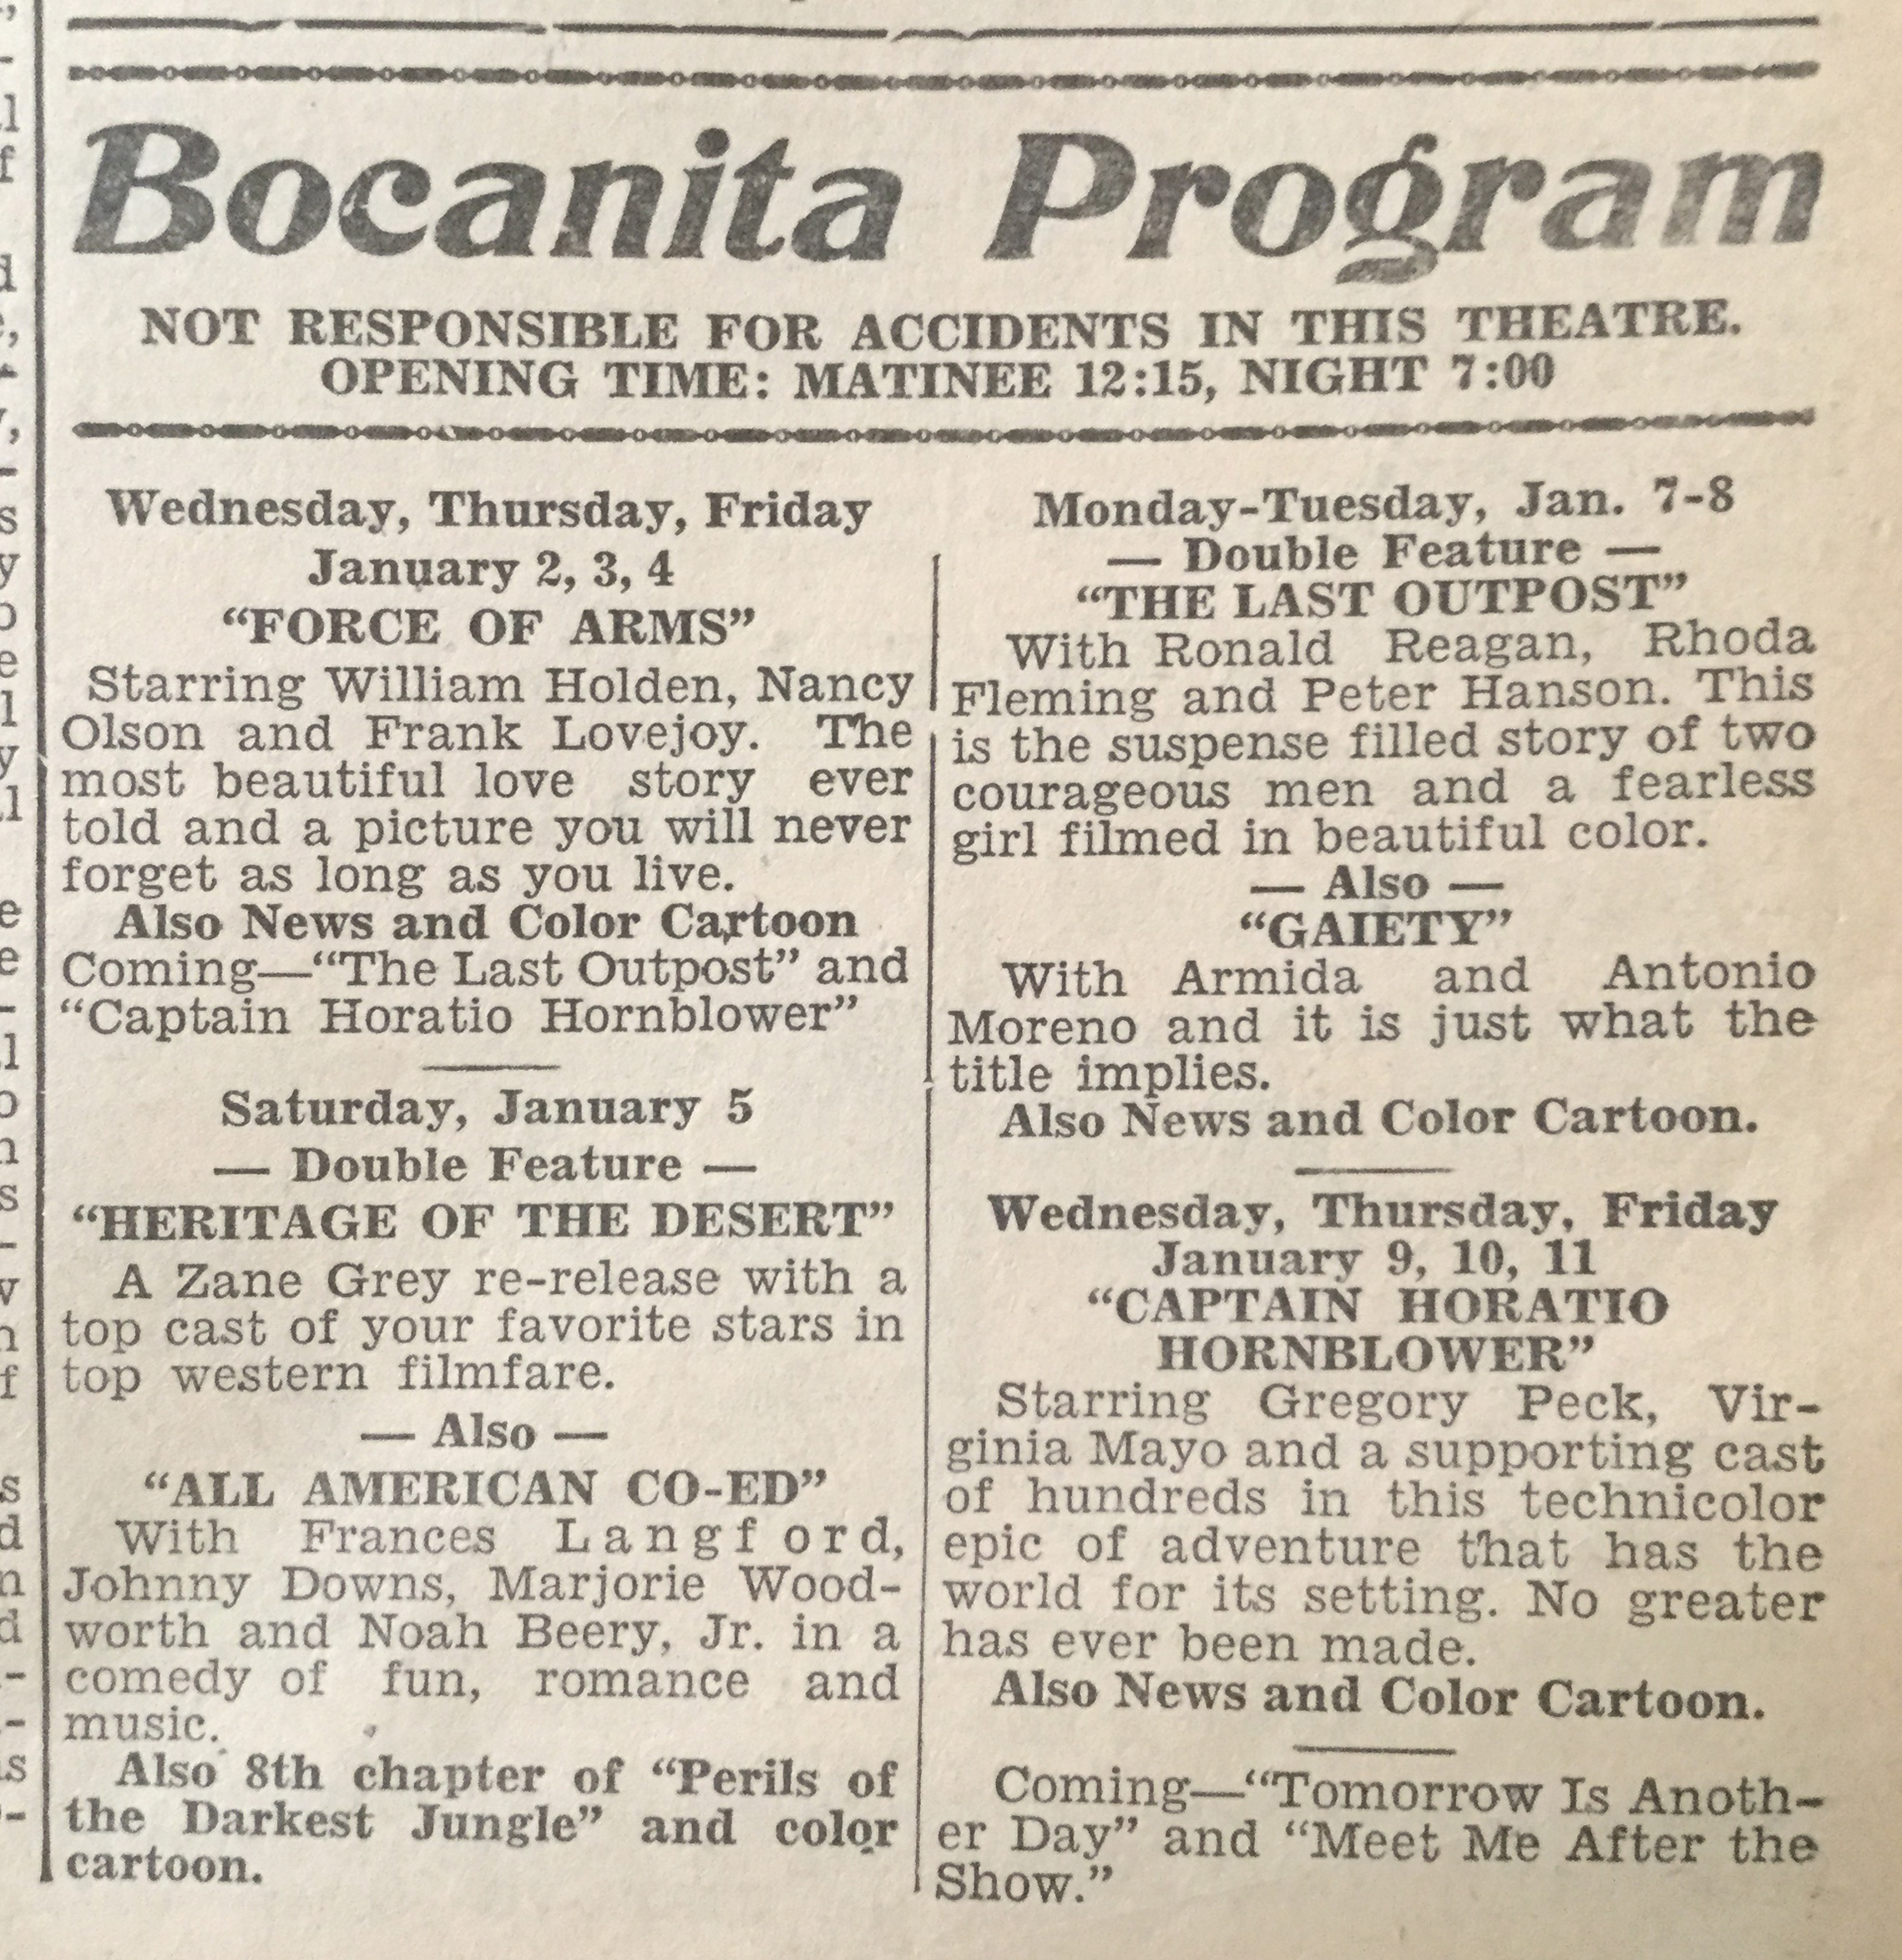 Bocanita Program
NOT RESPONSIBLE FOR ACCIDENTS IN THIS THEATRE.
OPENING TIME: MATINEE 12:15, NIGHT 7:00
Wednesday, Thursday, Friday
January 2, 3, 4
“FORCE OF ARMS”
Starring William Holden, Nancy
Olson and Frank Lovejoy. The
most beautiful love story ever
told and a picture you will never
forget as long as you live.
Also News and Color Cartoon
Coming—“The Last Outpost” and
“Captain Horatio Hornblower”
Saturday, January 5
— Double Feature —
“HERITAGE OF THE DESERT”
A Zane Grey re-release with a
top cast of your favorite stars in
top western filmfare.
— Also —
“ALL AMERICAN CO-ED”
With Frances Langford,
Johnny Downs, Marjorie Wood-
worth and Noah Beery, Jr. in a
comedy of fun, romance and
music.
Also 8th chapter of “Perils of
the Darkest Jungle” and color
cartoon.
Monday-Tuesday, Jan. 7-8
— Double Feature —
“THE LAST OUTPOST”
With Ronald Reagan, Rhoda
Fleming and Peter Hanson. This
is the suspense filled story of two
courageous men and a fearless
girl filmed in beautiful color.
— Also —
“GAIETY”
With Armida and Antonio
Moreno and it is just what the
title implies.
Also News and Color Cartoon.
Wednesday, Thursday, Friday
January 9, 10, 11
“CAPTAIN HORATIO
HORNBLOWER”
Starring Gregory Peck, Vir-
ginia Mayo and a supporting cast
of hundreds in this technicolor
epic of adventure that has the
world for its setting. No greater
has ever been made.
Also News and Color Cartoon.
Coming—“Tomorrow Is Anoth-
er Day” and “Meet Me After the
Show.”